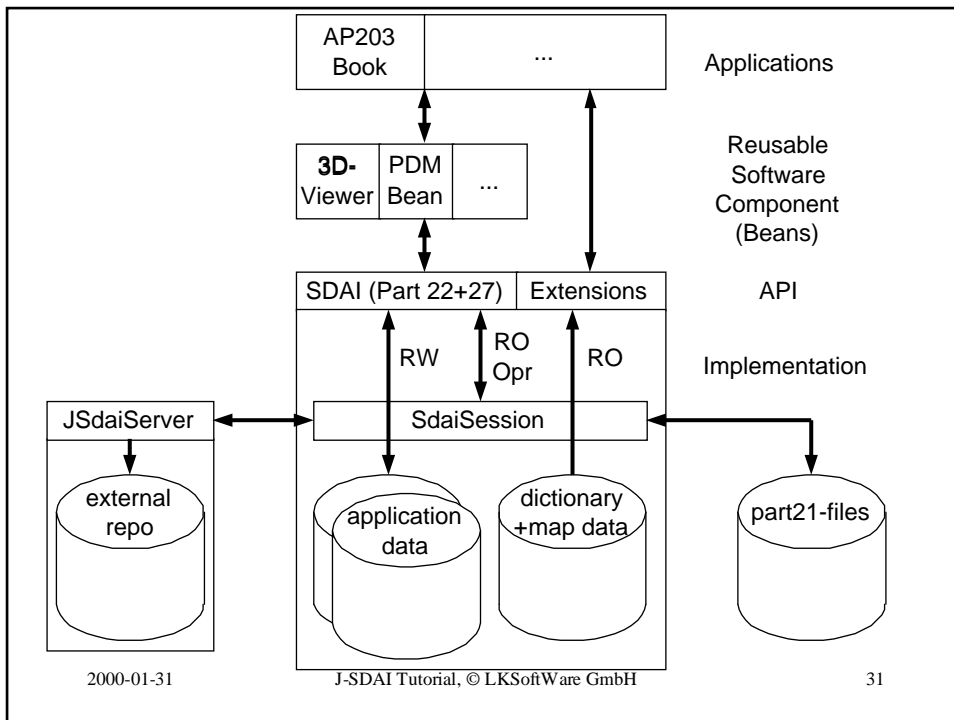 AP203
Book
...
Applications
3D-
Viewer
PDM
Bean
...
Reusable
Software
Component
(Beans)
SDAI (Part 22+27)
Extensions
API
RW
RO
Opr
RO
Implementation
JSdaiServer
SdaiSession
external
repo
application
data
dictionary
+map data
part21-files
2000-01-31
J-SDAI Tutorial, © LKSoftWare GmbH
31